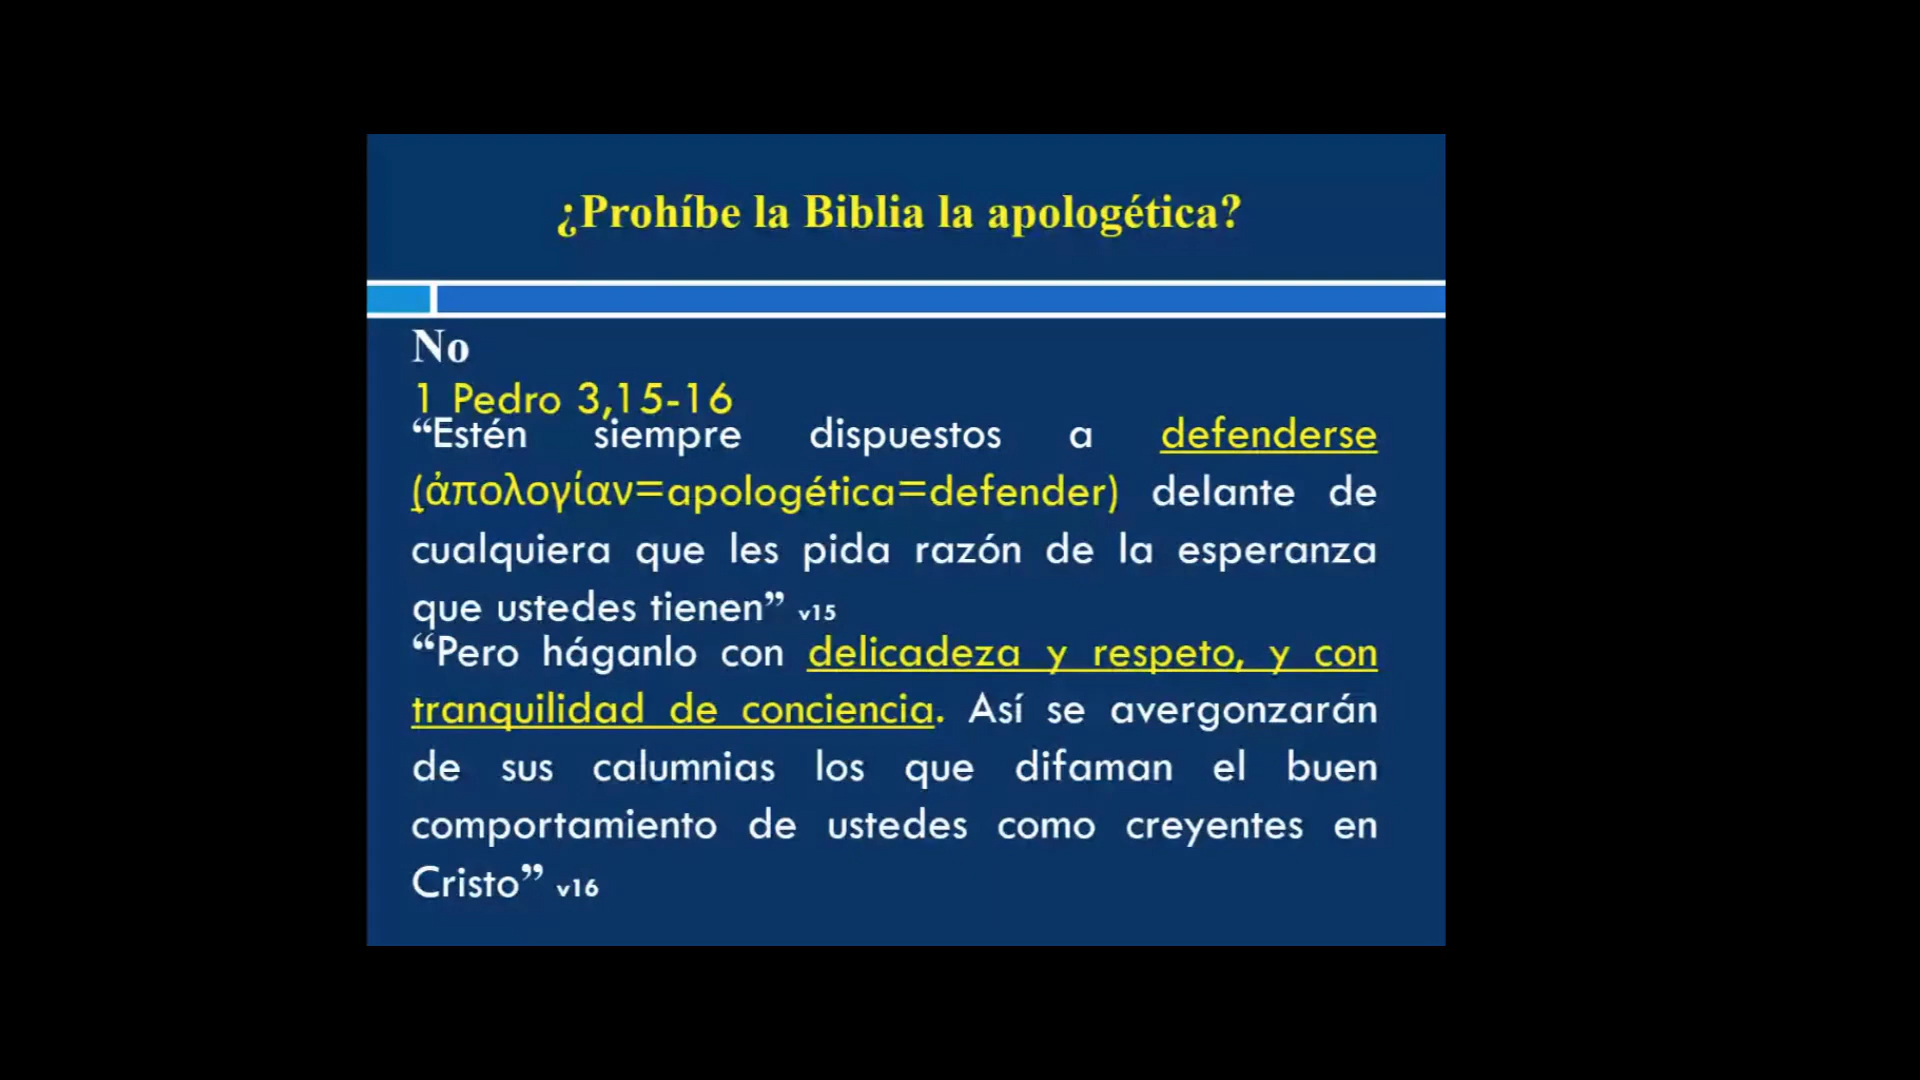 ¿Prohíbe la Biblia la apologética?
No
1 Pedro 3,15-16
“Estén siempre dispuestos a defenderse
(ἀπολογίαν=apologética=defender) delante de
cualquiera que les pida razón de la esperanza
que ustedes tienen” v15
“Pero háganlo con delicadeza y respeto, y con
tranquilidad de conciencia. Así se avergonzarán
de sus calumnias los que difaman el buen
comportamiento de ustedes como creyentes en
Cristo” v16